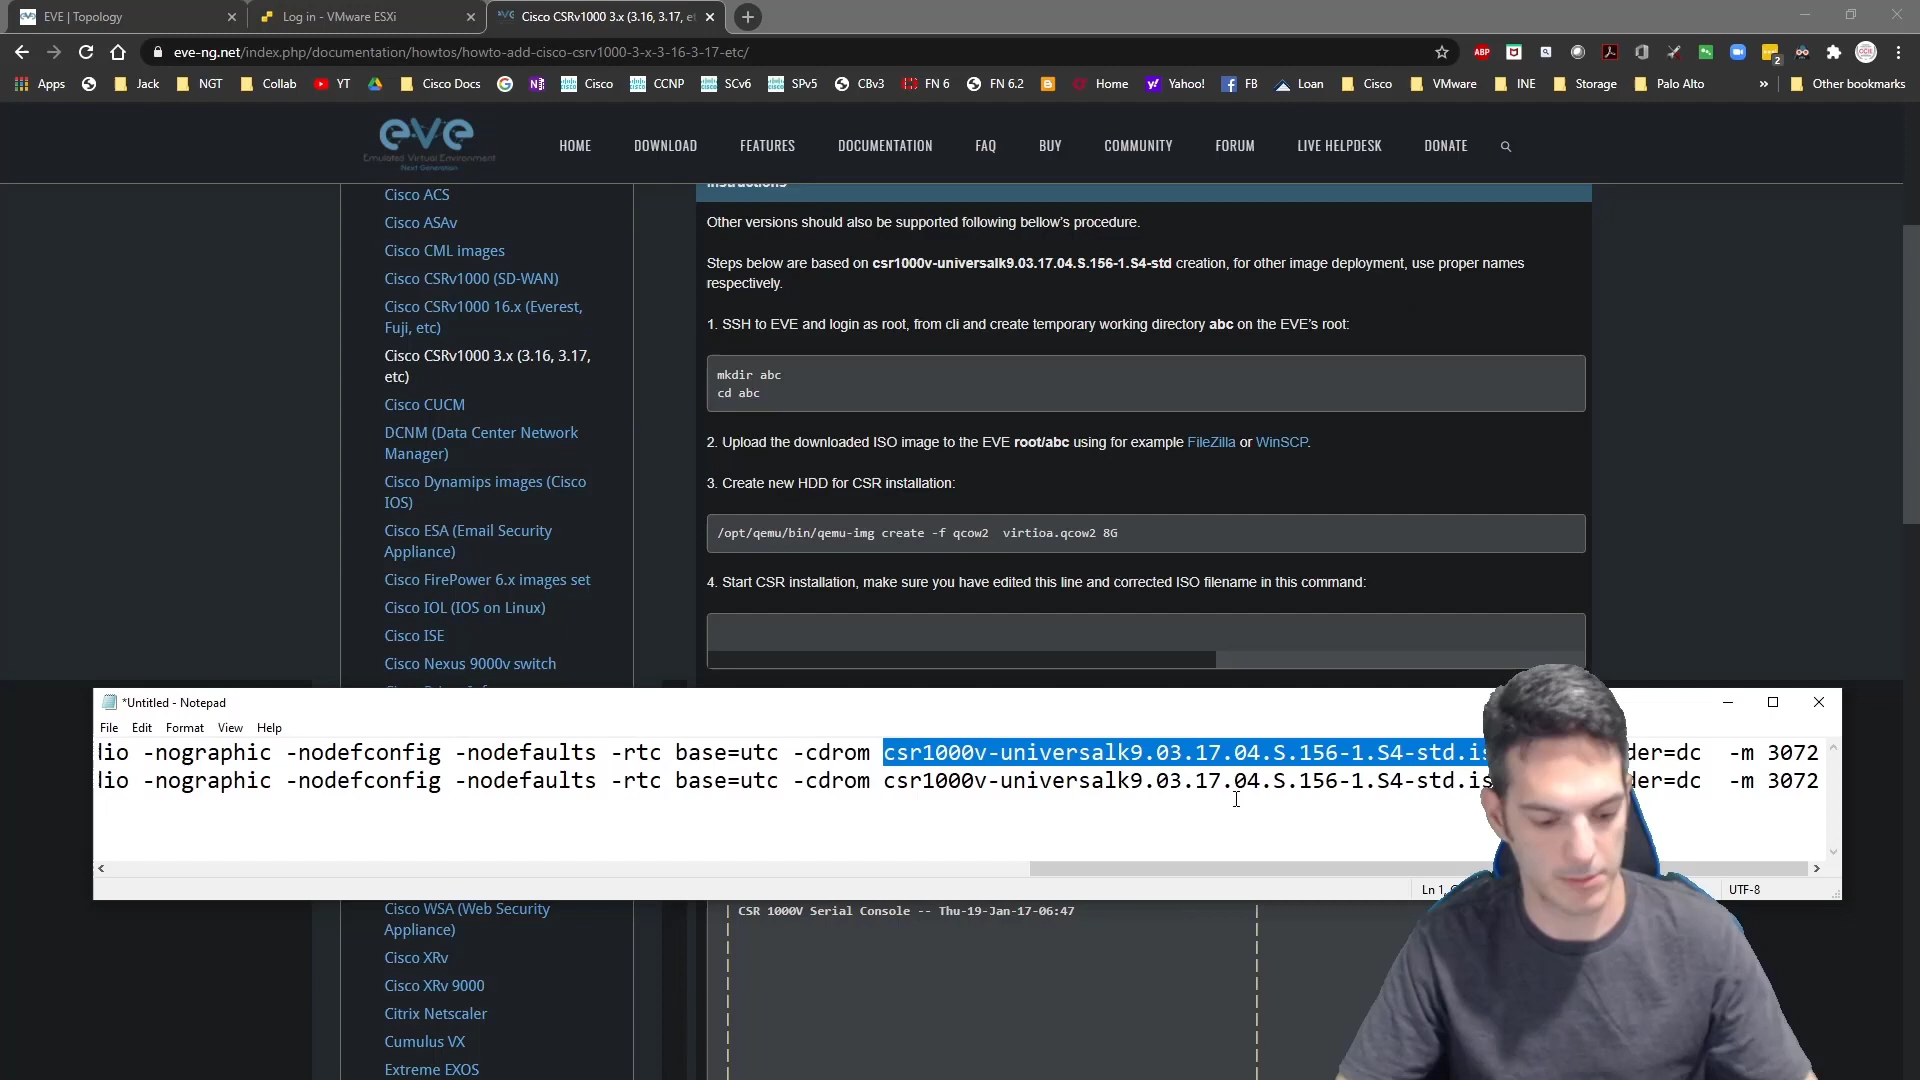 EVE | Topology
Log in - VMware ESXi
Cisco CSRv1000 3.x (3.16, 3.17, et
eve-ng.net/index.php/documentation/howtos/howto-add-cisco-csrv1000-3-x-3-16-3-17-etc/
ABP
2
Apps
Jack
NGT
Collab
YT
Cisco Docs
Cisco
CCNP
SCv6
SPv5
CBv3
FN 6
FN 6.2
Home
Yahoo!
FB
Loan
Cisco
VMware
INE
Storage
Palo Alto
»
Other bookmarks
eve
Emulated Virtual Environment
Next Generation
HOME
DOWNLOAD
FEATURES
DOCUMENTATION
FAQ
BUY
COMMUNITY
FORUM
LIVE HELPDESK
DONATE
Cisco ACS
Cisco ASAv
Cisco CML images
Cisco CSRv1000 (SD-WAN)
Cisco CSRv1000 16.x (Everest,
Fuji, etc)
Cisco CSRv1000 3.x (3.16, 3.17,
etc)
Cisco CUCM
DCNM (Data Center Network
Manager)
Cisco Dynamips images (Cisco
IOS)
Cisco ESA (Email Security
Appliance)
Cisco FirePower 6.x images set
Cisco IOL (IOS on Linux)
Cisco ISE
Cisco Nexus 9000v switch
Instructions
Other versions should also be supported following bellow's procedure.
Steps below are based on csr1000v-universalk9.03.17.04.S.156-1.S4-std creation, for other image deployment, use proper names
respectively.
1. SSH to EVE and login as root, from cli and create temporary working directory abc on the EVE's root:
mkdir abc
cd abc
2. Upload the downloaded ISO image to the EVE root/abc using for example FileZilla or WinSCP.
3. Create new HDD for CSR installation:
/opt/qemu/bin/qemu-img create -f qcow2  virtioa.qcow2 8G
4. Start CSR installation, make sure you have edited this line and corrected ISO filename in this command:
*Untitled - Notepad
File
Edit
Format
View
Help
dio -nographic -nodefconfig -nodefaults -rtc base=utc -cdrom csr1000v-universalk9.03.17.04.S.156-1.S4-std.is der=dc  -m 3072
dio -nographic -nodefconfig -nodefaults -rtc base=utc -cdrom csr1000v-universalk9.03.17.04.S.156-1.S4-std.is der=dc  -m 3072
Ln 1,
UTF-8
Cisco WSA (Web Security
Appliance)
Cisco XRv
Cisco XRv 9000
Citrix Netscaler
Cumulus VX
Extreme EXOS
CSR 1000V Serial Console -- Thu-19-Jan-17-06:47